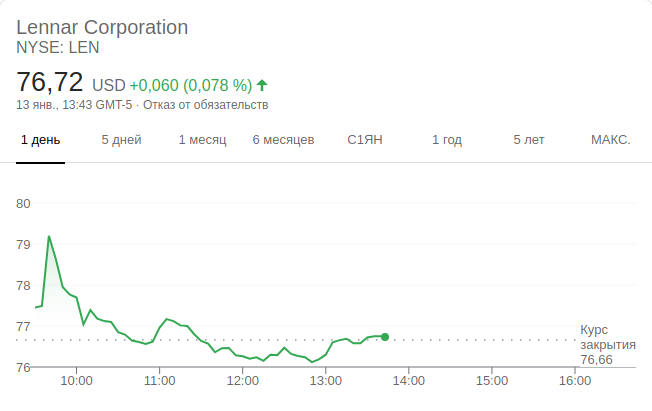 Lennar Corporation
NYSE: LEN
76,72 USD +0,060 (0,078 %)
13 янв., 13:43 GMT-5 · Отказ от обязательств
1 день 5 дней 1 месяц 6 месяцев С1ЯН 1 год 5 лет МАКС.
80
79
78
77
Курс
закрытия
76,66
76
10:00 11:00 12:00 13:00 14:00 15:00 16:00